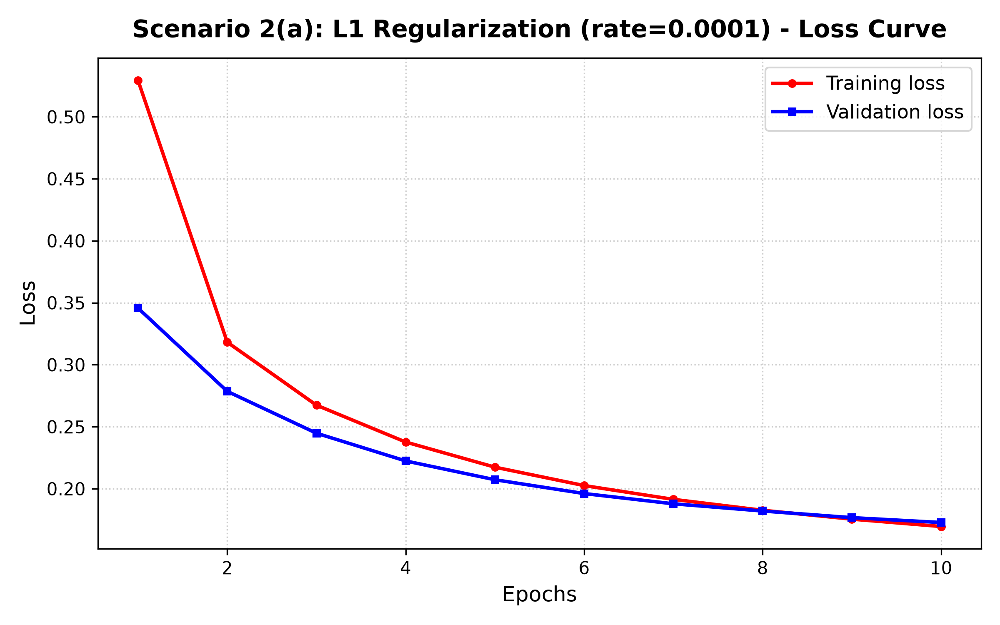 Scenario 2(a): L1 Regularization (rate=0.0001) - Loss Curve
Training loss
Validation loss
Loss
0.50
0.45
0.40
0.35
0.30
0.25
0.20
2
4
6
8
10
Epochs